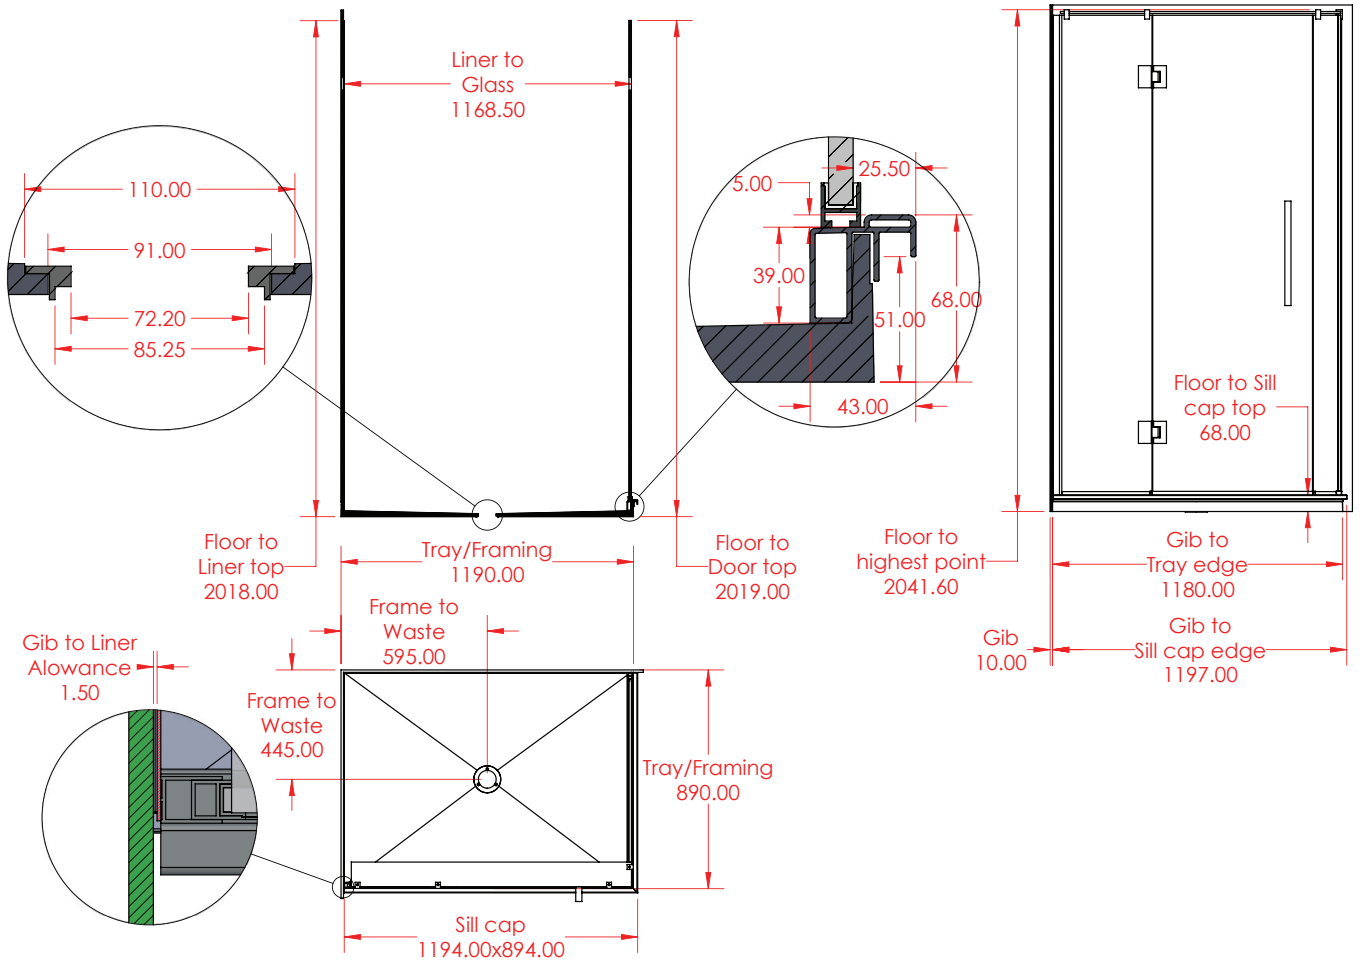 Liner to
Glass
1168.50
110.00
91.00
72.20
85.25
25.50
5.00
39.00
68.00
51.00
43.00
Floor to Sill
cap top
68.00
Floor to
Liner top
2018.00
Tray/Framing
1190.00
Floor to
Door top
2019.00
Floor to
highest point
2041.60
Gib to
Tray edge
1180.00
Gib
10.00
Gib to
Sill cap edge
1197.00
Frame to
Waste
595.00
Gib to Liner
Alowance
1.50
Frame to
Waste
445.00
Tray/Framing
890.00
Sill cap
1194.00x894.00